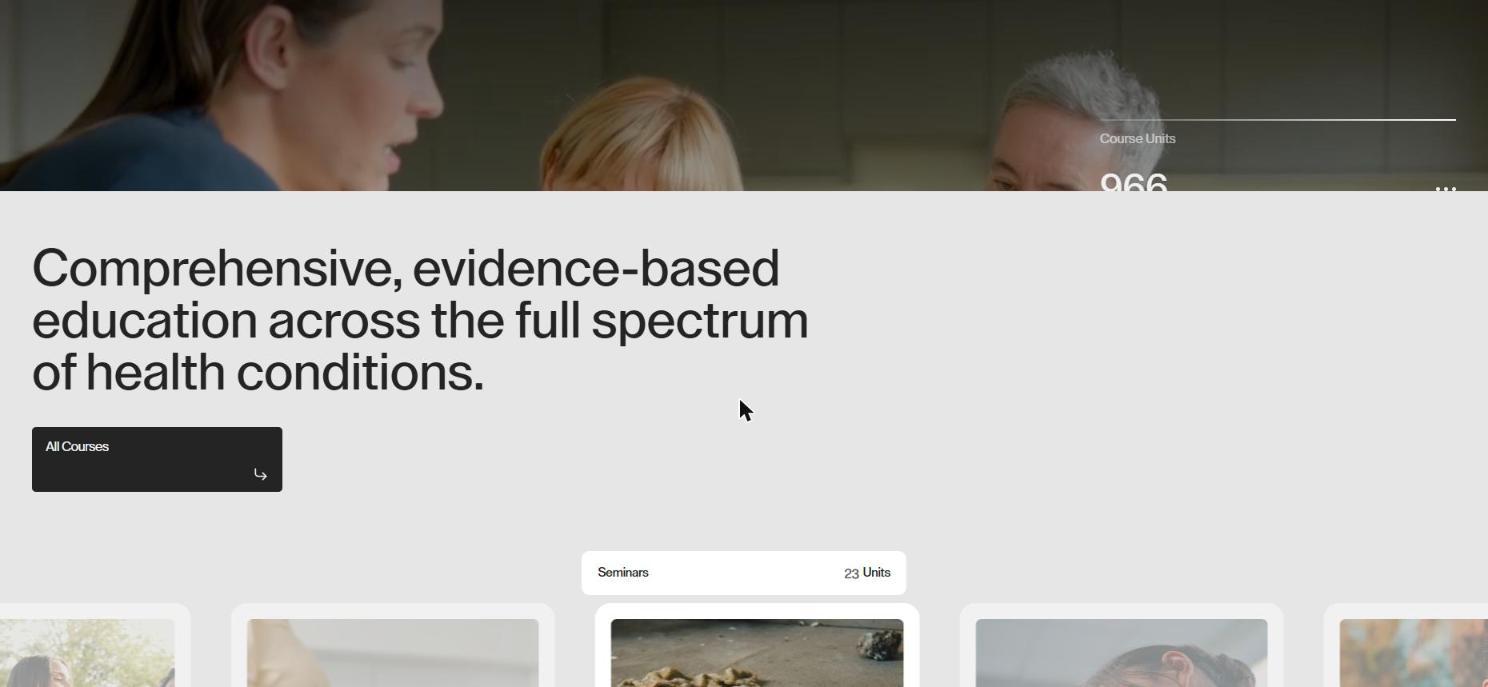 Course Units
966
Comprehensive, evidence-based
education across the full spectrum
of health conditions.
All Courses
Seminars 23 Units